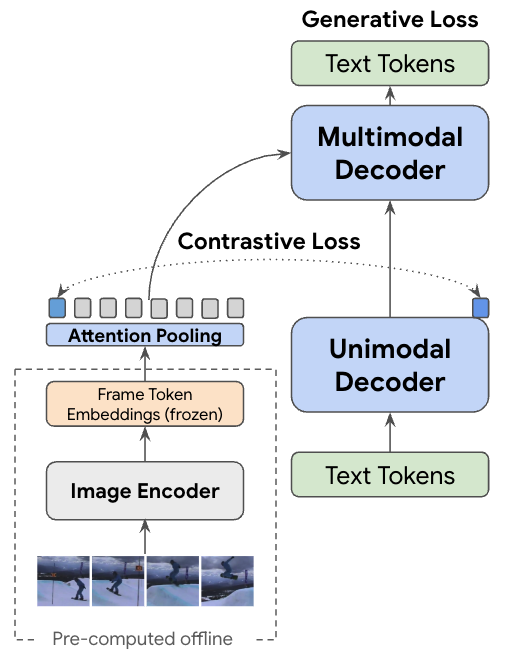 Generative Loss
Text Tokens
Multimodal
Decoder
Contrastive Loss
Attention Pooling
Unimodal
Decoder
Frame Token
Embeddings (frozen)
Text Tokens
Image Encoder
Pre-computed offline